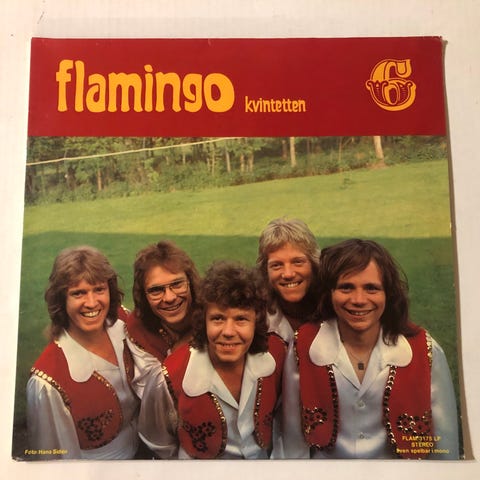 flamingo
kvintetten
6
Foto: Hans Sidén
FLAM 3175 LP
STEREO
även spelbar i mono